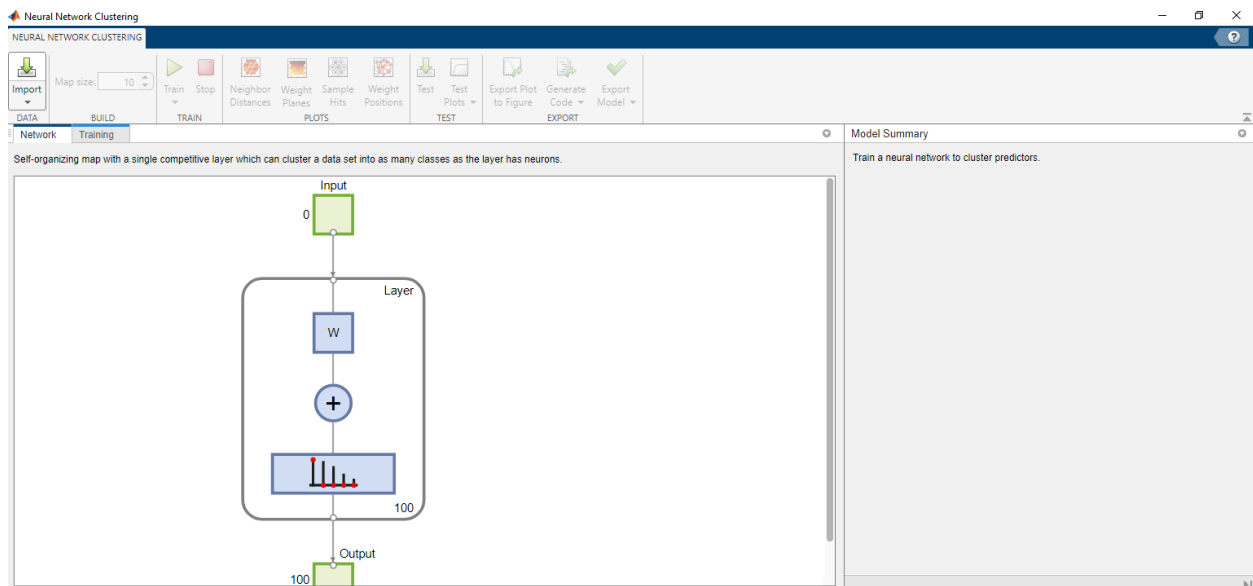 Neural Network Clustering
NEURAL NETWORK CLUSTERING
?
Import
Map size: 10
Train
Stop
Neighbor Distances
Weight Planes
Sample Hits
Weight Positions
Test
Test Plots
Export Plot to Figure
Generate Code
Export Model
DATA
BUILD
TRAIN
PLOTS
TEST
EXPORT
Network
Training
Model Summary
Self-organizing map with a single competitive layer which can cluster a data set into as many classes as the layer has neurons.
Train a neural network to cluster predictors.
Input
0
Layer
W
+
100
Output
100